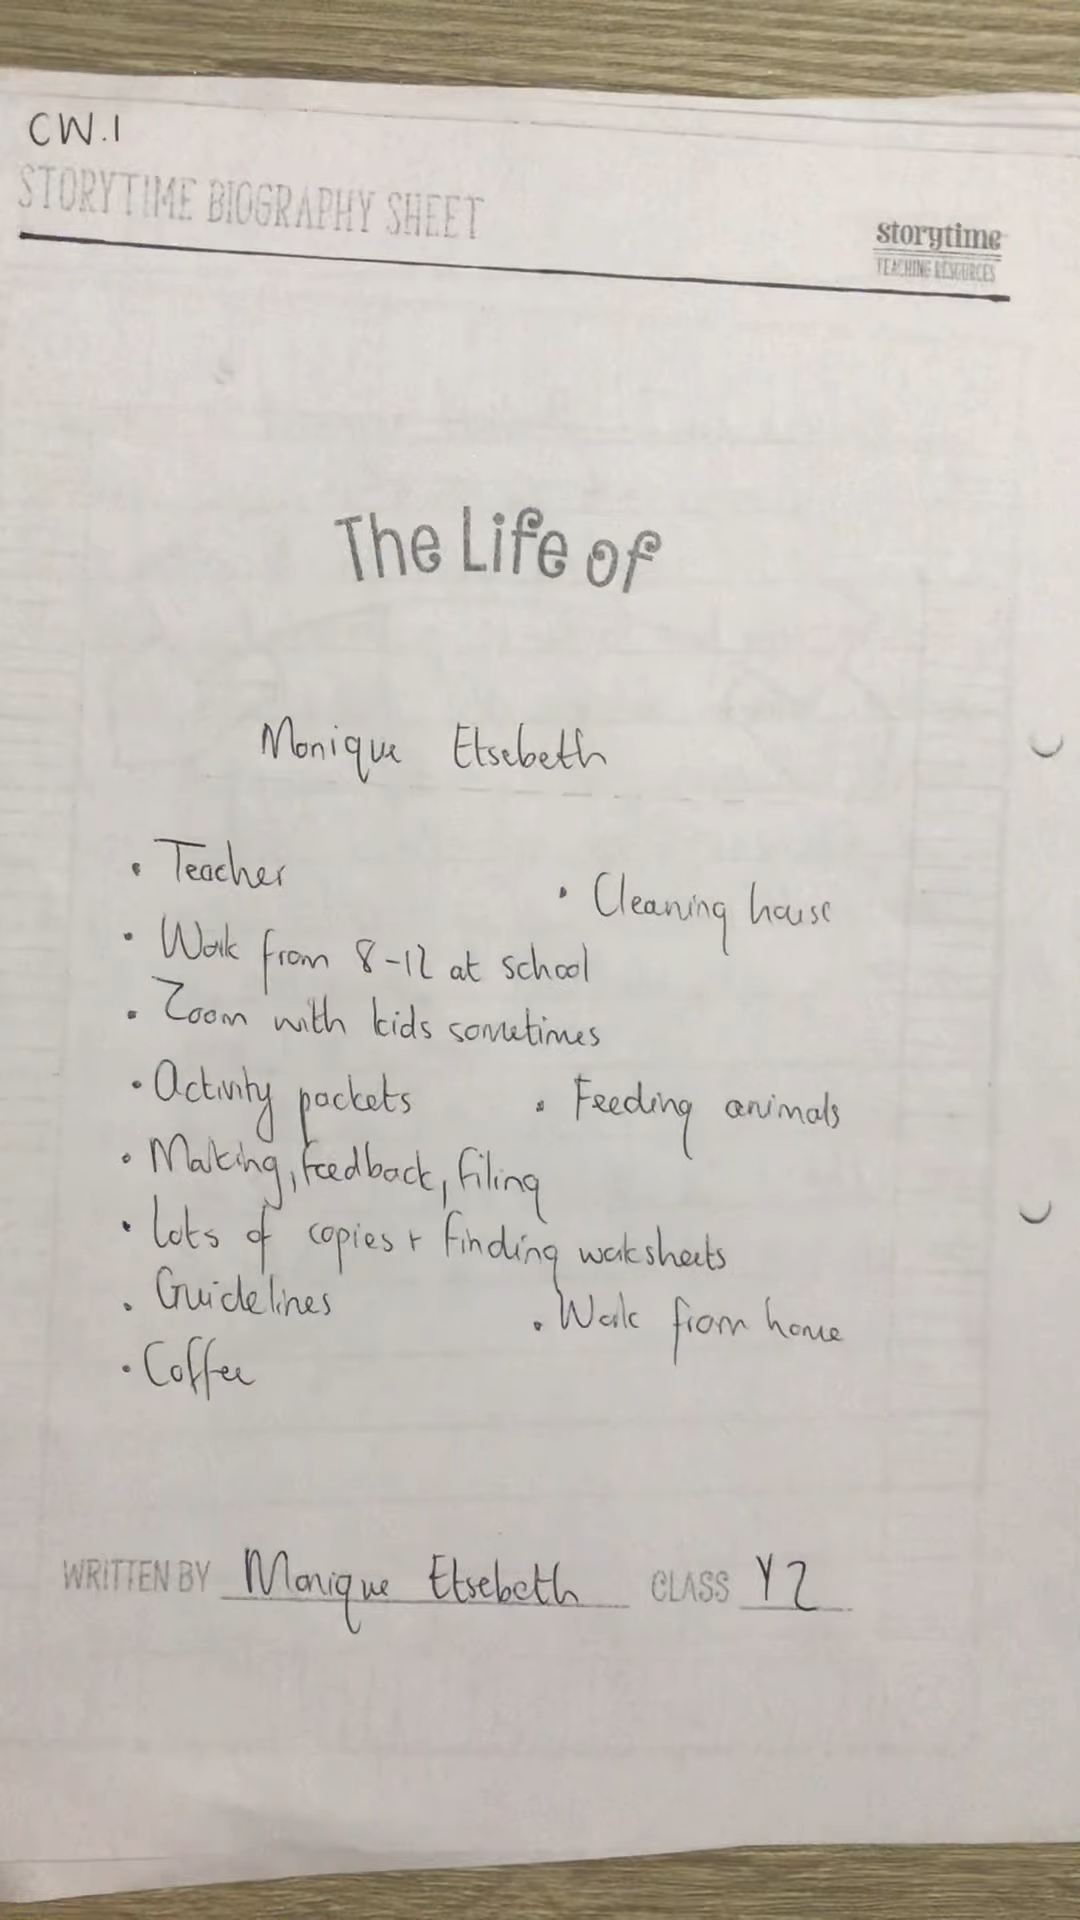 CW.1
STORYTIME BIOGRAPHY SHEET
storytime
TEACHING RESOURCES
The Life of
Monique Etsebeth
• Teacher
• Cleaning house
• Work from 8-12 at school
• Zoom with kids sometimes
• Activity packets
• Feeding animals
• Making, feedback, filing
• lots of copies + finding worksheets
• Guidelines
• Work from home
• Coffee
WRITTEN BY Monique Etsebeth CLASS Y2